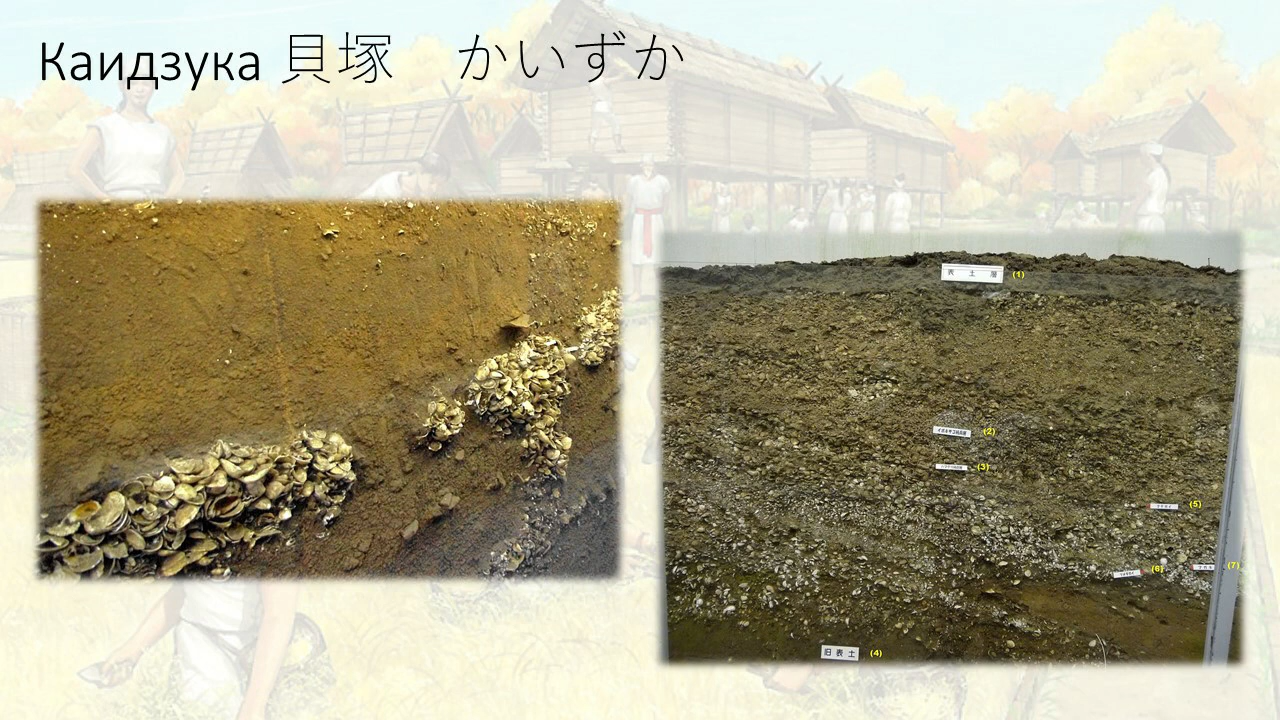 Каидзука 貝塚　かいずか
表土層 (1)
(2)
(3)
(5)
(6)
(7)
旧表土 (4)